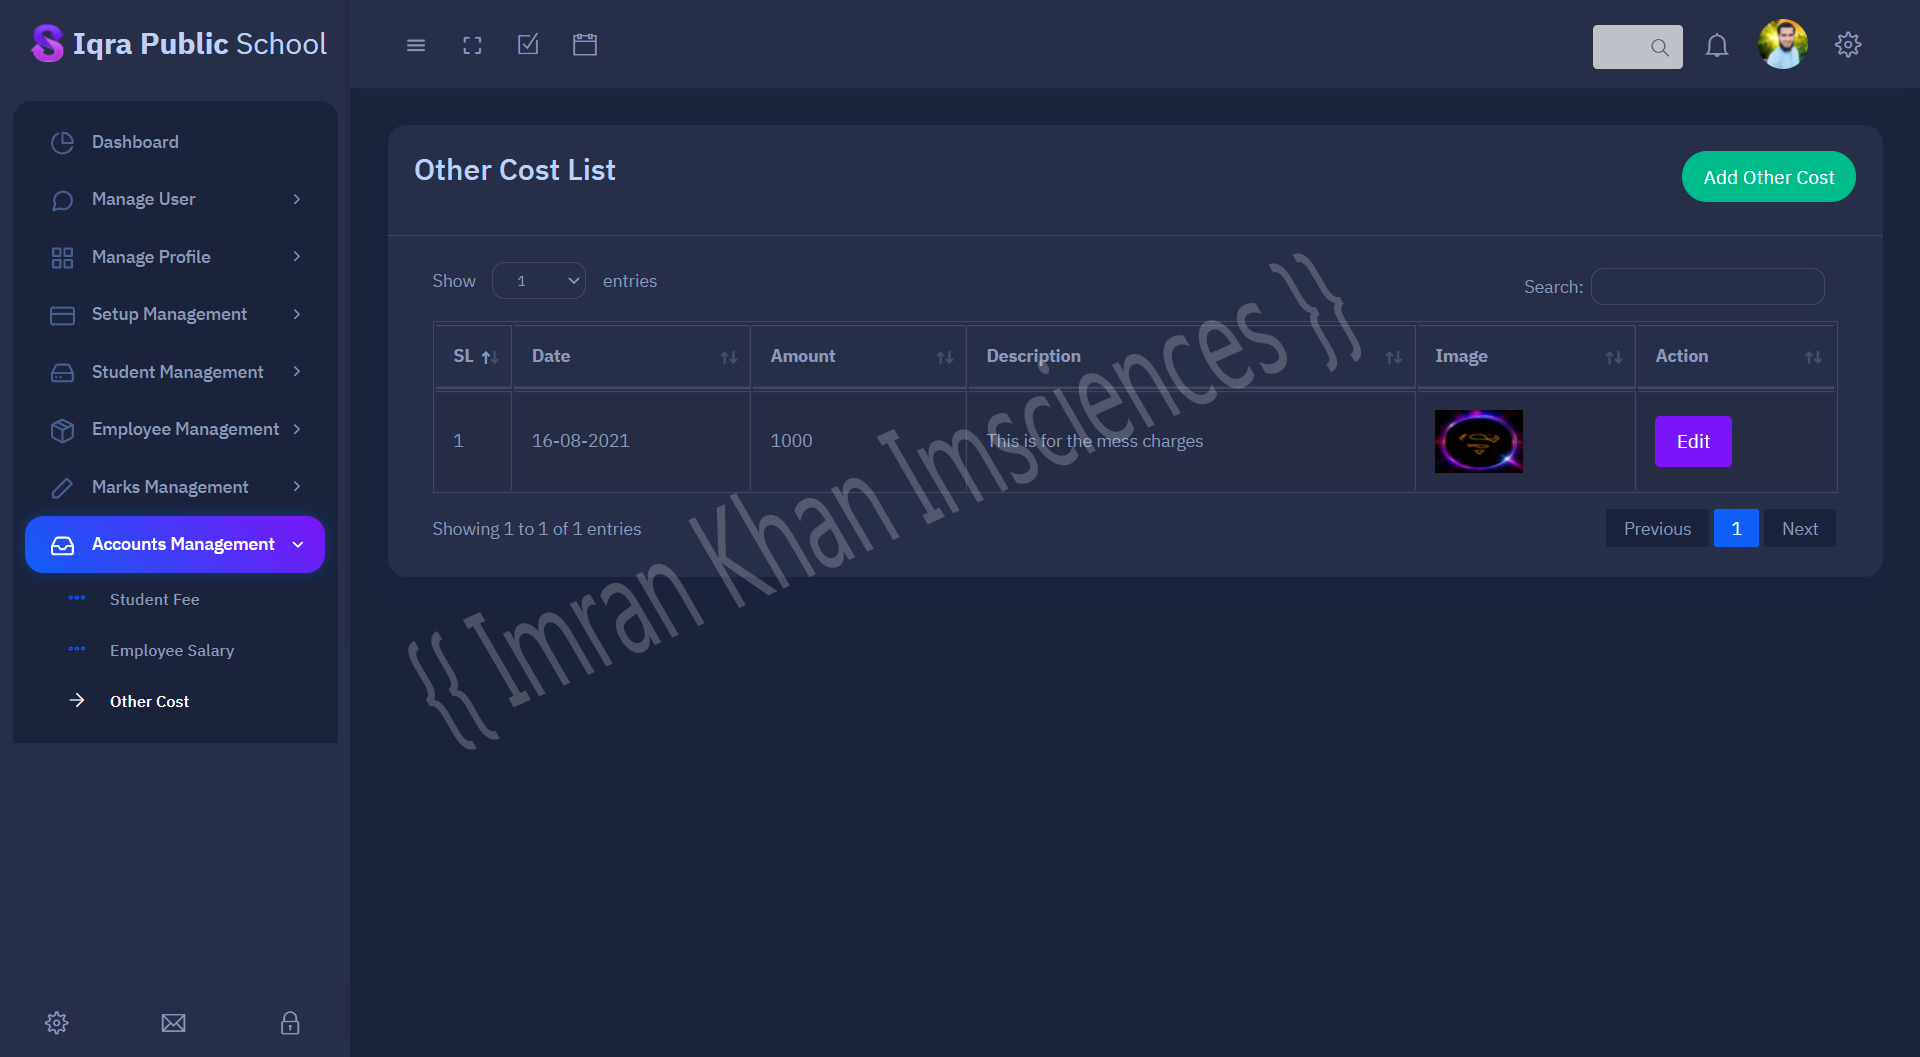 Iqra Public School
Dashboard
Manage User
Manage Profile
Setup Management
Student Management
Employee Management
Marks Management
Accounts Management
Student Fee
Employee Salary
Other Cost
Other Cost List
Add Other Cost
Show 1 entries
Search:
SL Date Amount Description Image Action
1 16-08-2021 1000 This is for the mess charges Edit
Showing 1 to 1 of 1 entries
Previous 1 Next
{{ Imran Khan Imsciences }}